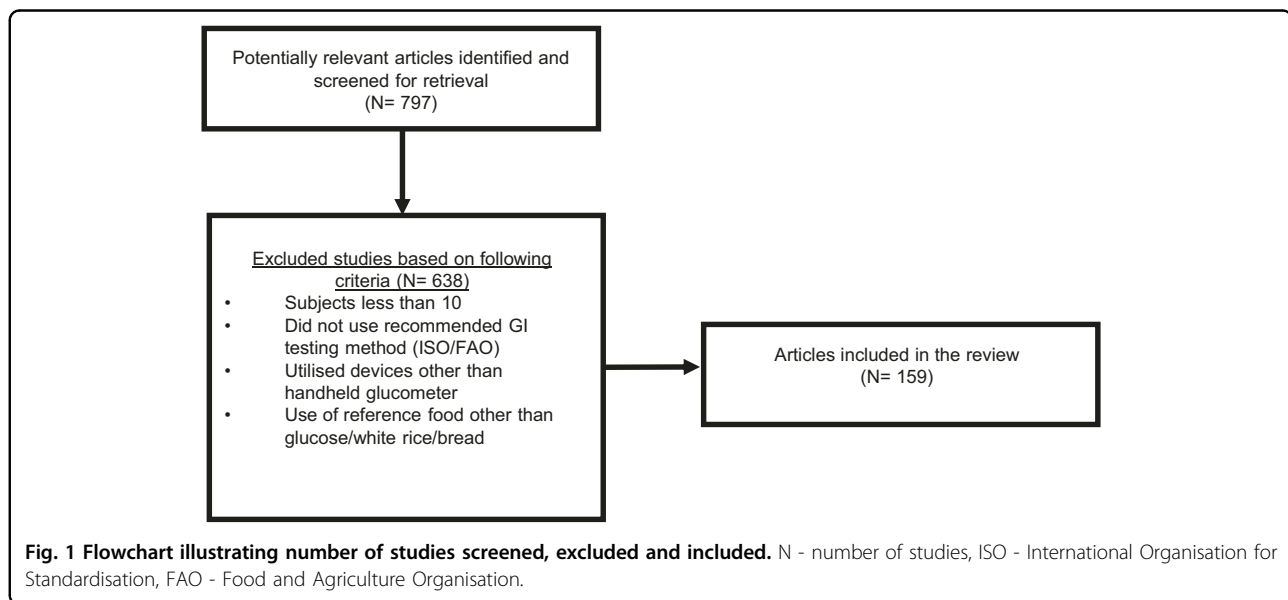 Potentially relevant articles identified and
screened for retrieval
(N= 797)
Excluded studies based on following
criteria (N= 638)
• Subjects less than 10
• Did not use recommended GI
testing method (ISO/FAO)
• Utilised devices other than
handheld glucometer
• Use of reference food other than
glucose/white rice/bread
Articles included in the review
(N= 159)
Fig. 1 Flowchart illustrating number of studies screened, excluded and included. N - number of studies, ISO - International Organisation for
Standardisation, FAO - Food and Agriculture Organisation.